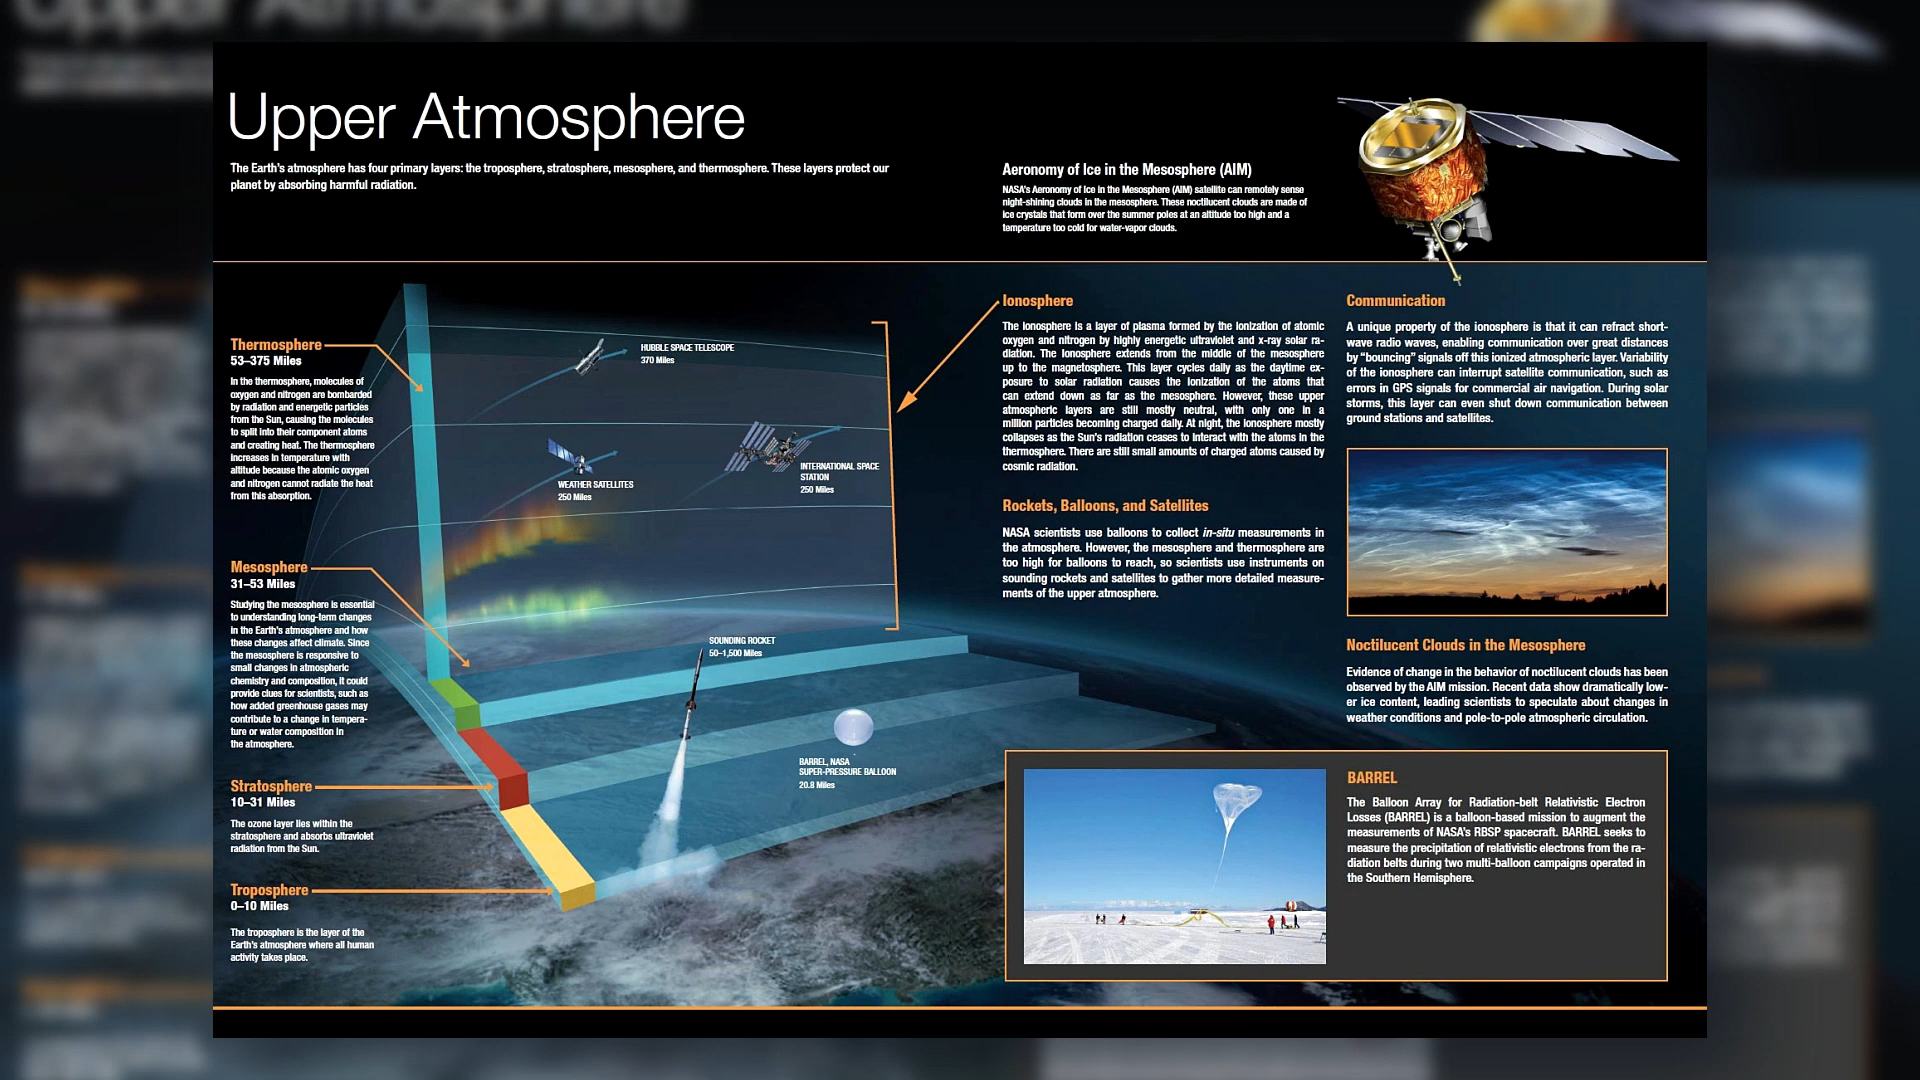 Upper Atmosphere
The Earth's atmosphere has four primary layers: the troposphere, stratosphere, mesosphere, and thermosphere. These layers protect our
planet by absorbing harmful radiation.
Aeronomy of Ice in the Mesosphere (AIM)
NASA's Aeronomy of Ice in the Mesosphere (AIM) satellite can remotely sense
night-shining clouds in the mesosphere. These noctilucent clouds are made of
ice crystals that form over the summer poles at an altitude too high and a
temperature too cold for water-vapor clouds.
Thermosphere
53–375 Miles
In the thermosphere, molecules of
oxygen and nitrogen are bombarded
by radiation and energetic particles
from the Sun, causing the molecules
to split into their component atoms
and creating heat. The thermosphere
increases in temperature with
altitude because the atomic oxygen
and nitrogen cannot radiate the heat
from this absorption.
Mesosphere
31–53 Miles
Studying the mesosphere is essential
to understanding long-term changes
in the Earth's atmosphere and how
these changes affect climate. Since
the mesosphere is responsive to
small changes in atmospheric
chemistry and composition, it could
provide clues for scientists, such as
how added greenhouse gases may
contribute to a change in tempera-
ture or water composition in
the atmosphere.
Stratosphere
10–31 Miles
The ozone layer lies within the
stratosphere and absorbs ultraviolet
radiation from the Sun.
Troposphere
0–10 Miles
The troposphere is the layer of the
Earth's atmosphere where all human
activity takes place.
HUBBLE SPACE TELESCOPE
370 Miles
WEATHER SATELLITES
250 Miles
INTERNATIONAL SPACE
STATION
250 Miles
SOUNDING ROCKET
50–1,500 Miles
BARREL, NASA
SUPER-PRESSURE BALLOON
20.8 Miles
Ionosphere
The Ionosphere is a layer of plasma formed by the ionization of atomic
oxygen and nitrogen by highly energetic ultraviolet and x-ray solar ra-
diation. The Ionosphere extends from the middle of the mesosphere
up to the magnetosphere. This layer cycles daily as the daytime ex-
posure to solar radiation causes the ionization of the atoms that
can extend down as far as the mesosphere. However, these upper
atmospheric layers are still mostly neutral, with only one in a
million particles becoming charged daily. At night, the Ionosphere mostly
collapses as the Sun's radiation ceases to interact with the atoms in the
thermosphere. There are still small amounts of charged atoms caused by
cosmic radiation.
Rockets, Balloons, and Satellites
NASA scientists use balloons to collect in-situ measurements in
the atmosphere. However, the mesosphere and thermosphere are
too high for balloons to reach, so scientists use instruments on
sounding rockets and satellites to gather more detailed measure-
ments of the upper atmosphere.
Communication
A unique property of the ionosphere is that it can refract short-
wave radio waves, enabling communication over great distances
by "bouncing" signals off this ionized atmospheric layer. Variability
of the ionosphere can interrupt satellite communication, such as
errors in GPS signals for commercial air navigation. During solar
storms, this layer can even shut down communication between
ground stations and satellites.
Noctilucent Clouds in the Mesosphere
Evidence of change in the behavior of noctilucent clouds has been
observed by the AIM mission. Recent data show dramatically low-
er ice content, leading scientists to speculate about changes in
weather conditions and pole-to-pole atmospheric circulation.
BARREL
The Balloon Array for Radiation-belt Relativistic Electron
Losses (BARREL) is a balloon-based mission to augment the
measurements of NASA's RBSP spacecraft. BARREL seeks to
measure the precipitation of relativistic electrons from the ra-
diation belts during two multi-balloon campaigns operated in
the Southern Hemisphere.